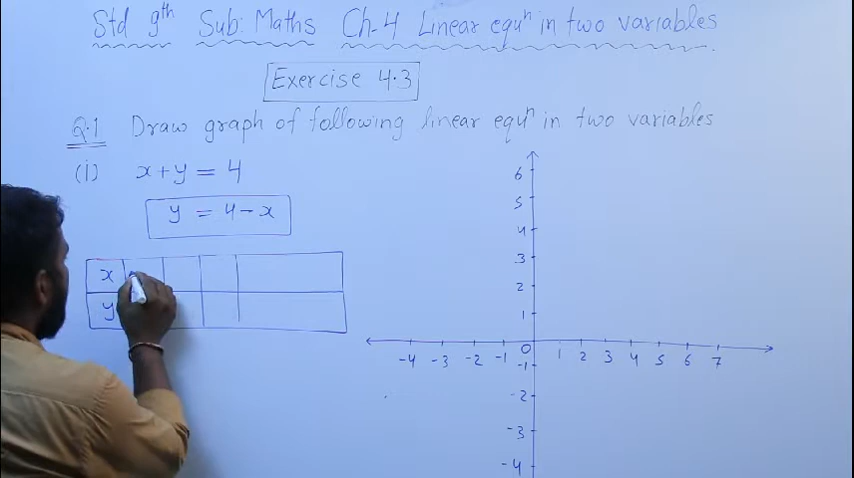 Std 9th Sub: Maths Ch-4 Linear equn in two variables
Exercise 4.3
Q.1 Draw graph of following linear equn in two variables
(i) x+y = 4
y = 4-x
x
y
6
5
4
3
2
1
-4 -3 -2 -1 0 1 2 3 4 5 6 7
-1
-2
-3
-4